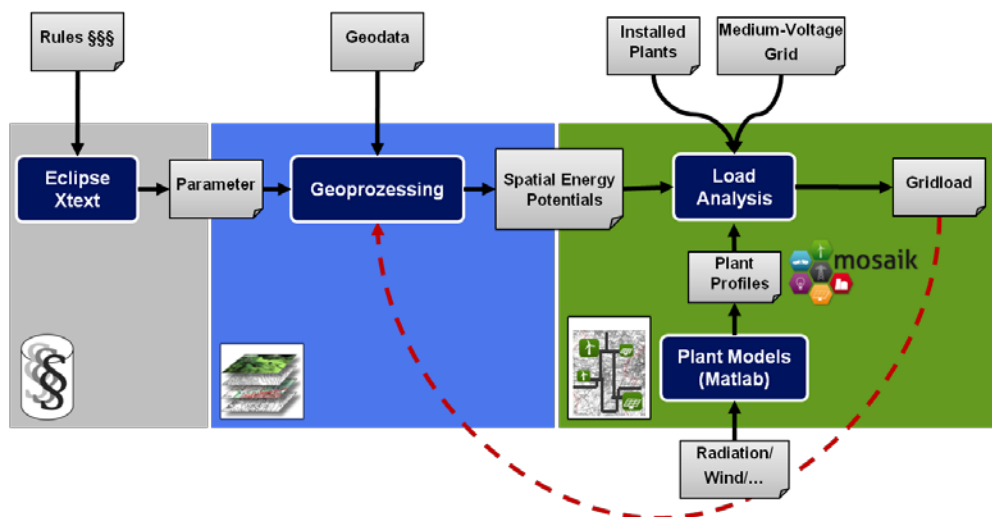 Rules §§§
Geodata
Installed
Plants
Medium-Voltage
Grid
Eclipse
Xtext
Parameter
Geoprozessing
Spatial Energy
Potentials
Load
Analysis
Gridload
Plant
Profiles
mosaik
§§§
Plant Models
(Matlab)
Radiation/
Wind/...